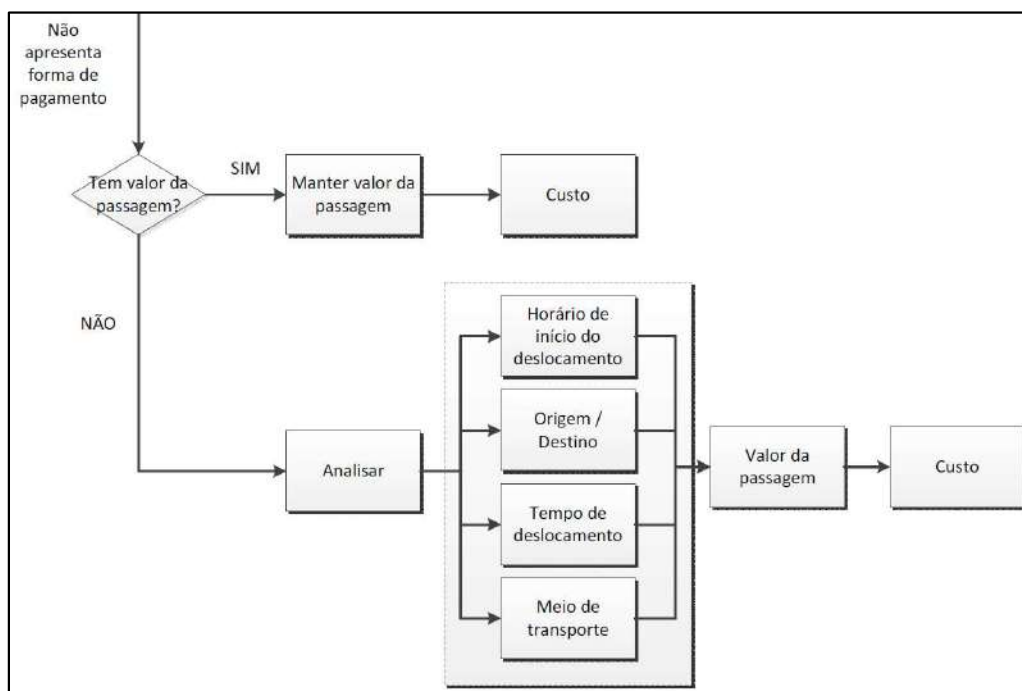 Não
apresenta
forma de
pagamento
Tem valor da
passagem?
SIM
Manter valor da
passagem
Custo
NÃO
Analisar
Horário de
início do
deslocamento
Origem /
Destino
Tempo de
deslocamento
Meio de
transporte
Valor da
passagem
Custo